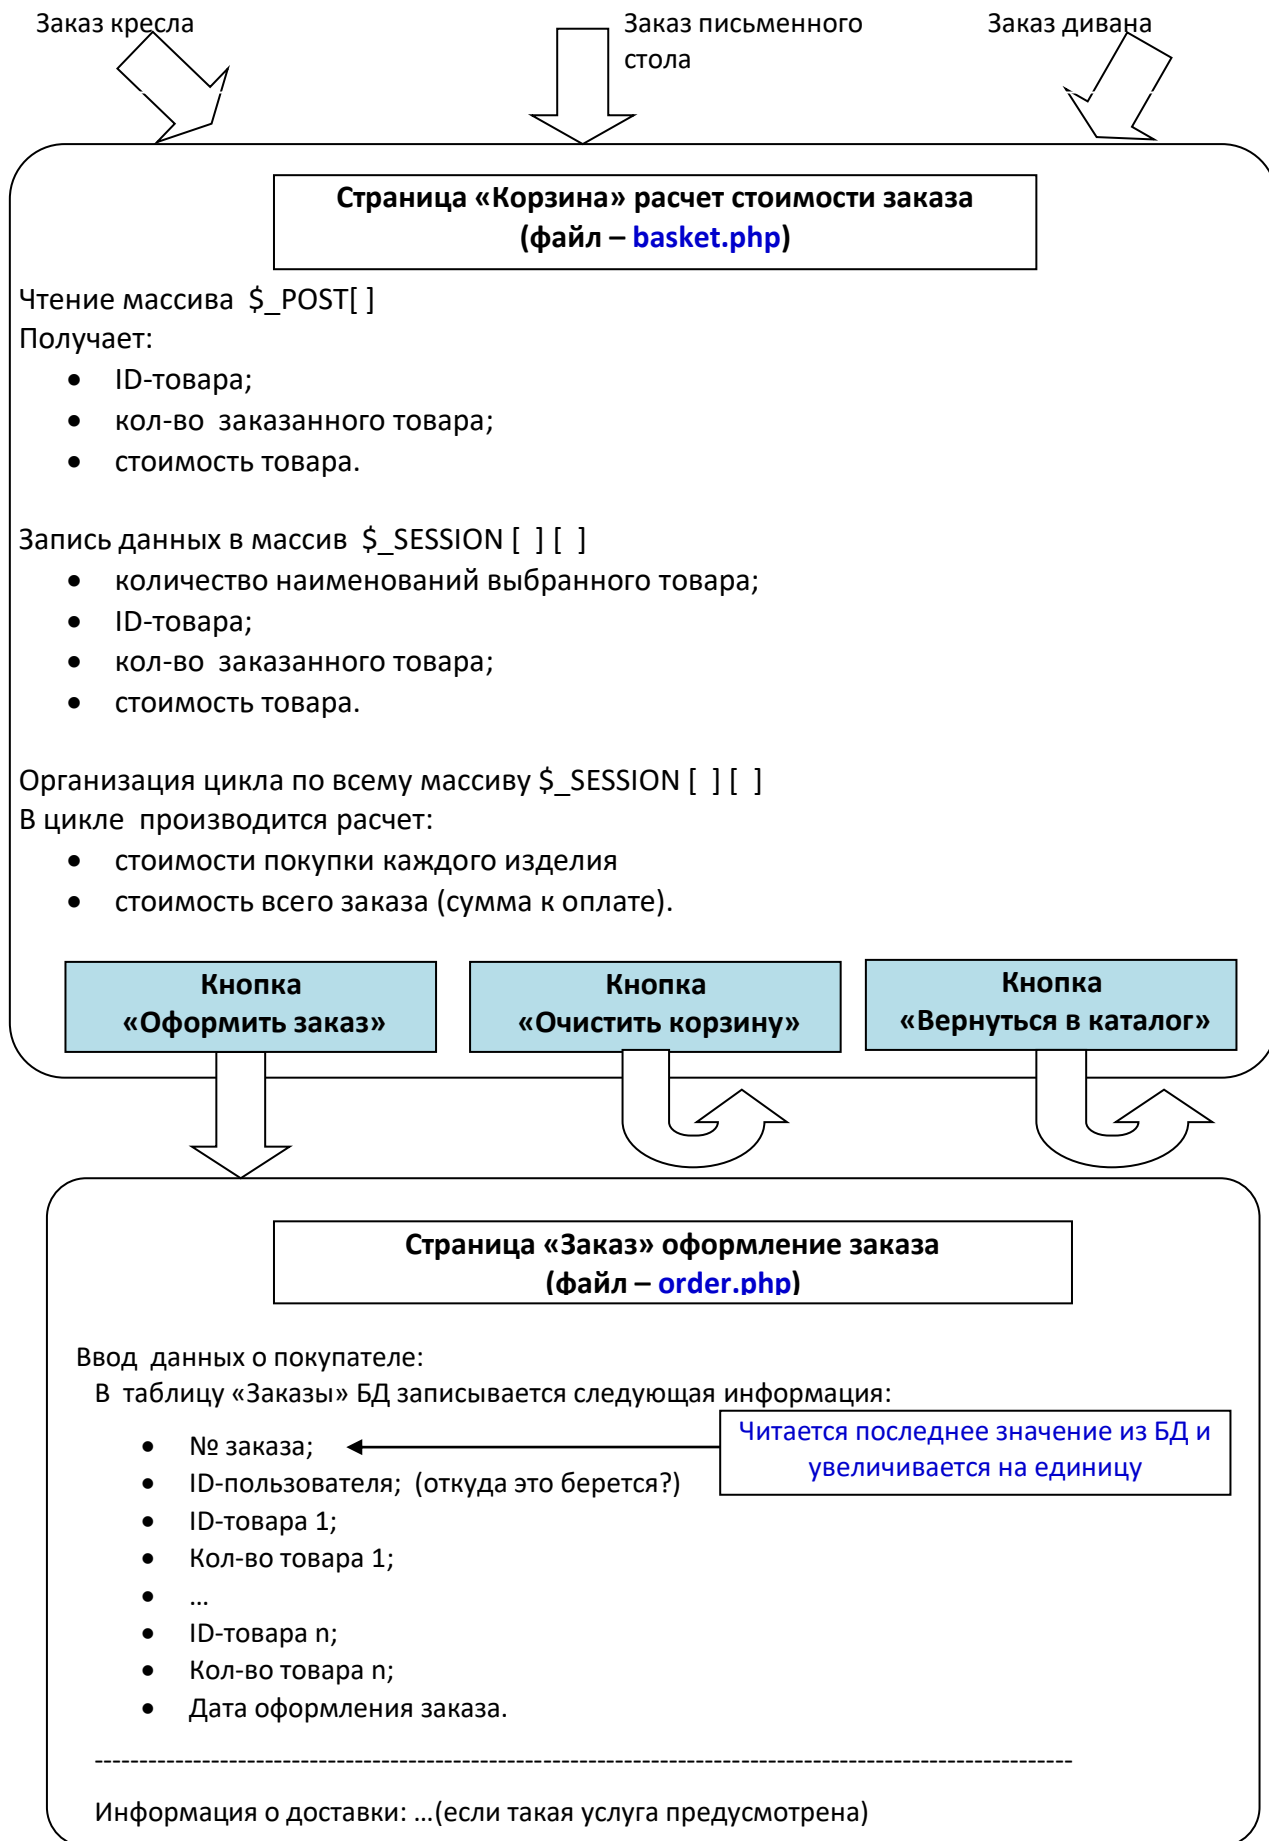 Заказ кресла
Заказ письменного
стола
Заказ дивана
Страница «Корзина» расчет стоимости заказа
(файл – basket.php)
Чтение массива $_POST[ ]
Получает:
• ID-товара;
• кол-во заказанного товара;
• стоимость товара.
Запись данных в массив $_SESSION [ ] [ ]
• количество наименований выбранного товара;
• ID-товара;
• кол-во заказанного товара;
• стоимость товара.
Организация цикла по всему массиву $_SESSION [ ] [ ]
В цикле производится расчет:
• стоимости покупки каждого изделия
• стоимость всего заказа (сумма к оплате).
Кнопка
«Оформить заказ»
Кнопка
«Очистить корзину»
Кнопка
«Вернуться в каталог»
Страница «Заказ» оформление заказа
(файл – order.php)
Ввод данных о покупателе:
В таблицу «Заказы» БД записывается следующая информация:
• № заказа;
Читается последнее значение из БД и
увеличивается на единицу
• ID-пользователя; (откуда это берется?)
• ID-товара 1;
• Кол-во товара 1;
• …
• ID-товара n;
• Кол-во товара n;
• Дата оформления заказа.
Информация о доставки: …(если такая услуга предусмотрена)